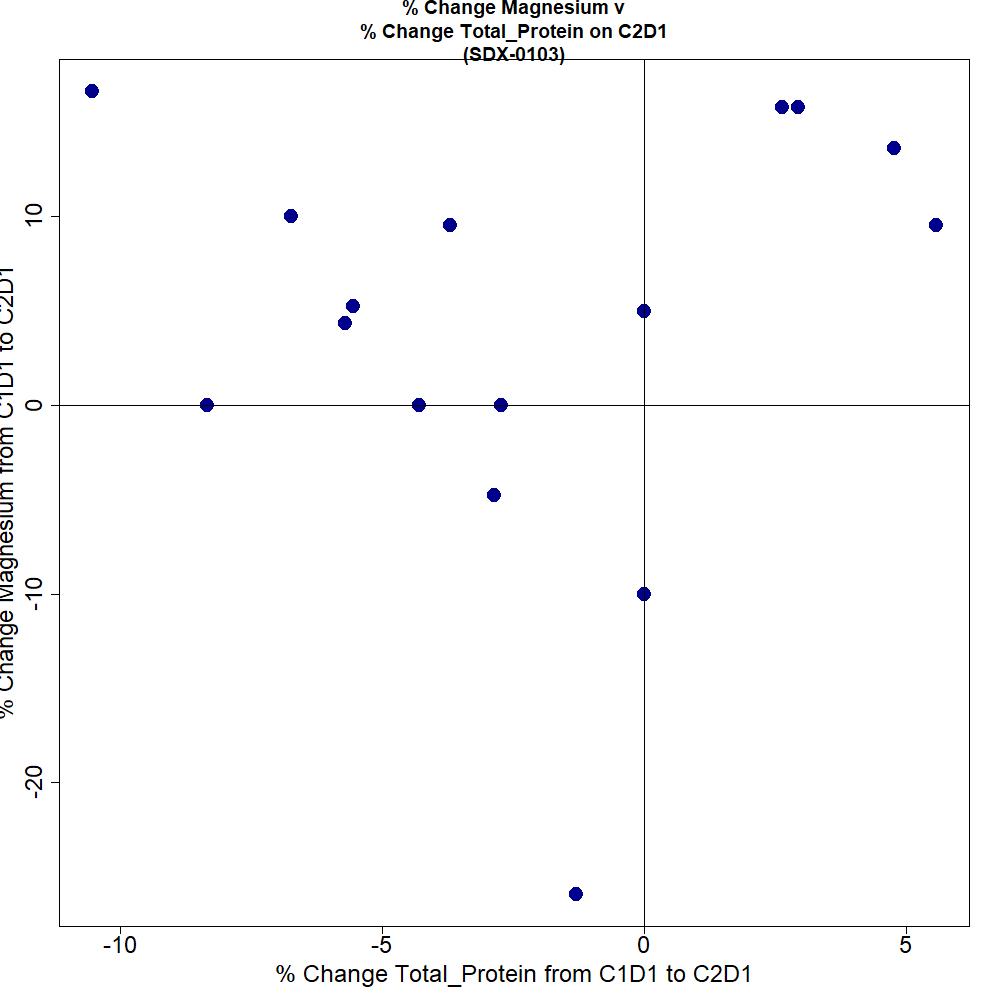 % Change Magnesium v
% Change Total_Protein on C2D1
(SDX-0103)
% Change Magnesium from C1D1 to C2D1
10
0
-10
-20
-10
-5
0
5
% Change Total_Protein from C1D1 to C2D1